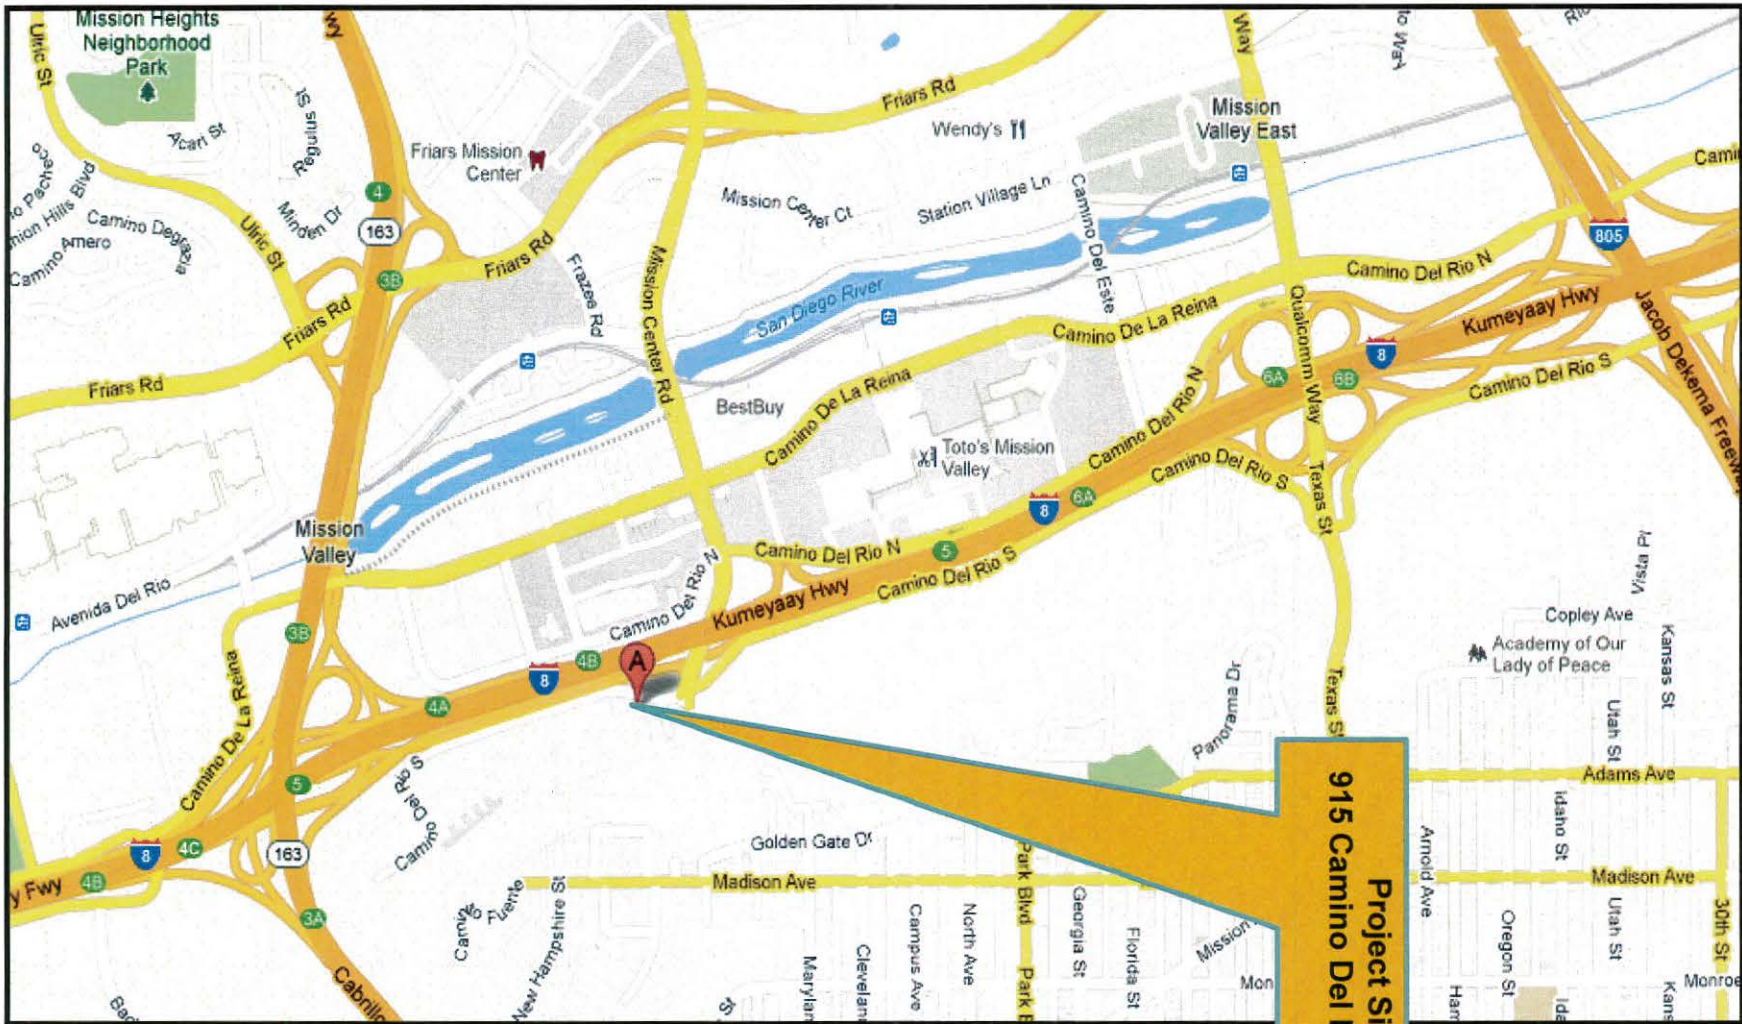 Mission Heights
Neighborhood
Park
Ulric St
Acari St
Regulus St
Minden Dr
Camino Degrazia
Camino Amero
Ulric St
4
163
3B
Friars Mission
Center
Friars Rd
Friars Rd
Friars Rd
Friars Rd
Frazee Rd
Mission Center Rd
Wendy's
Mission Center Ct
Station Village Ln
Camino Del Este
Way
Mission
Valley East
805
San Diego River
Camino De La Reina
Camino De La Reina
Camino Del Rio N
Kumeyaay Hwy
Jacob Dekema Freeway
Qualcomm Way
8
6A
6B
Camino Del Rio S
BestBuy
Toto's Mission
Valley
Camino Del Rio N
Camino Del Rio S
Texas St
8
6A
Mission
Valley
Avenida Del Rio
Camino Del Rio N
5
Camino Del Rio S
Kumeyaay Hwy
Camino Del Rio N
3B
4B
A
8
4A
Camino De La Reina
5
Camino Del Rio S
163
8
4C
4B
y Fwy
3A
Cabrillo
Vista Pl
Copley Ave
Academy of Our
Lady of Peace
Kansas St
Utah St
Panorama Dr
Texas St
Adams Ave
Idaho St
Arnold Ave
Golden Gate Dr
Madison Ave
Madison Ave
New Hampshire St
Park Blvd
Georgia St
Florida St
North Ave
Campus Ave
Cleveland
Marylan
St
Park B
Mission
Mon
Oregon St
Utah St
30th St
Monroe
Ham
Ida
Kans
Project Si
915 Camino Del